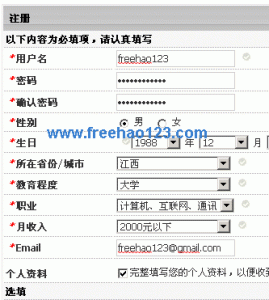 注册
以下内容为必填项，请认真填写
*用户名 freehao123
*密码 ************
*确认密码 ************
*性别 男 女
www.freehao123.com
*生日 1988 年 12 月
*所在省份/城市 江西
*教育程度 大学
*职业 计算机、互联网、通讯
*月收入 2000元以下
*Email freehao123@gmail.com
个人资料 完整填写您的个人资料，以便收到
选填